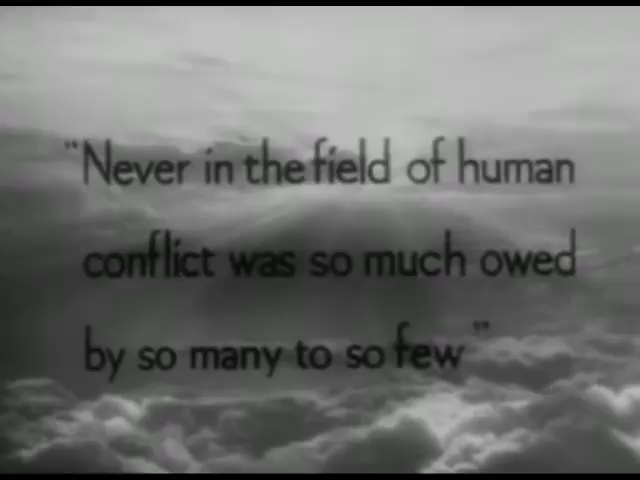 "Never in the field of human
conflict was so much owed
by so many to so few"